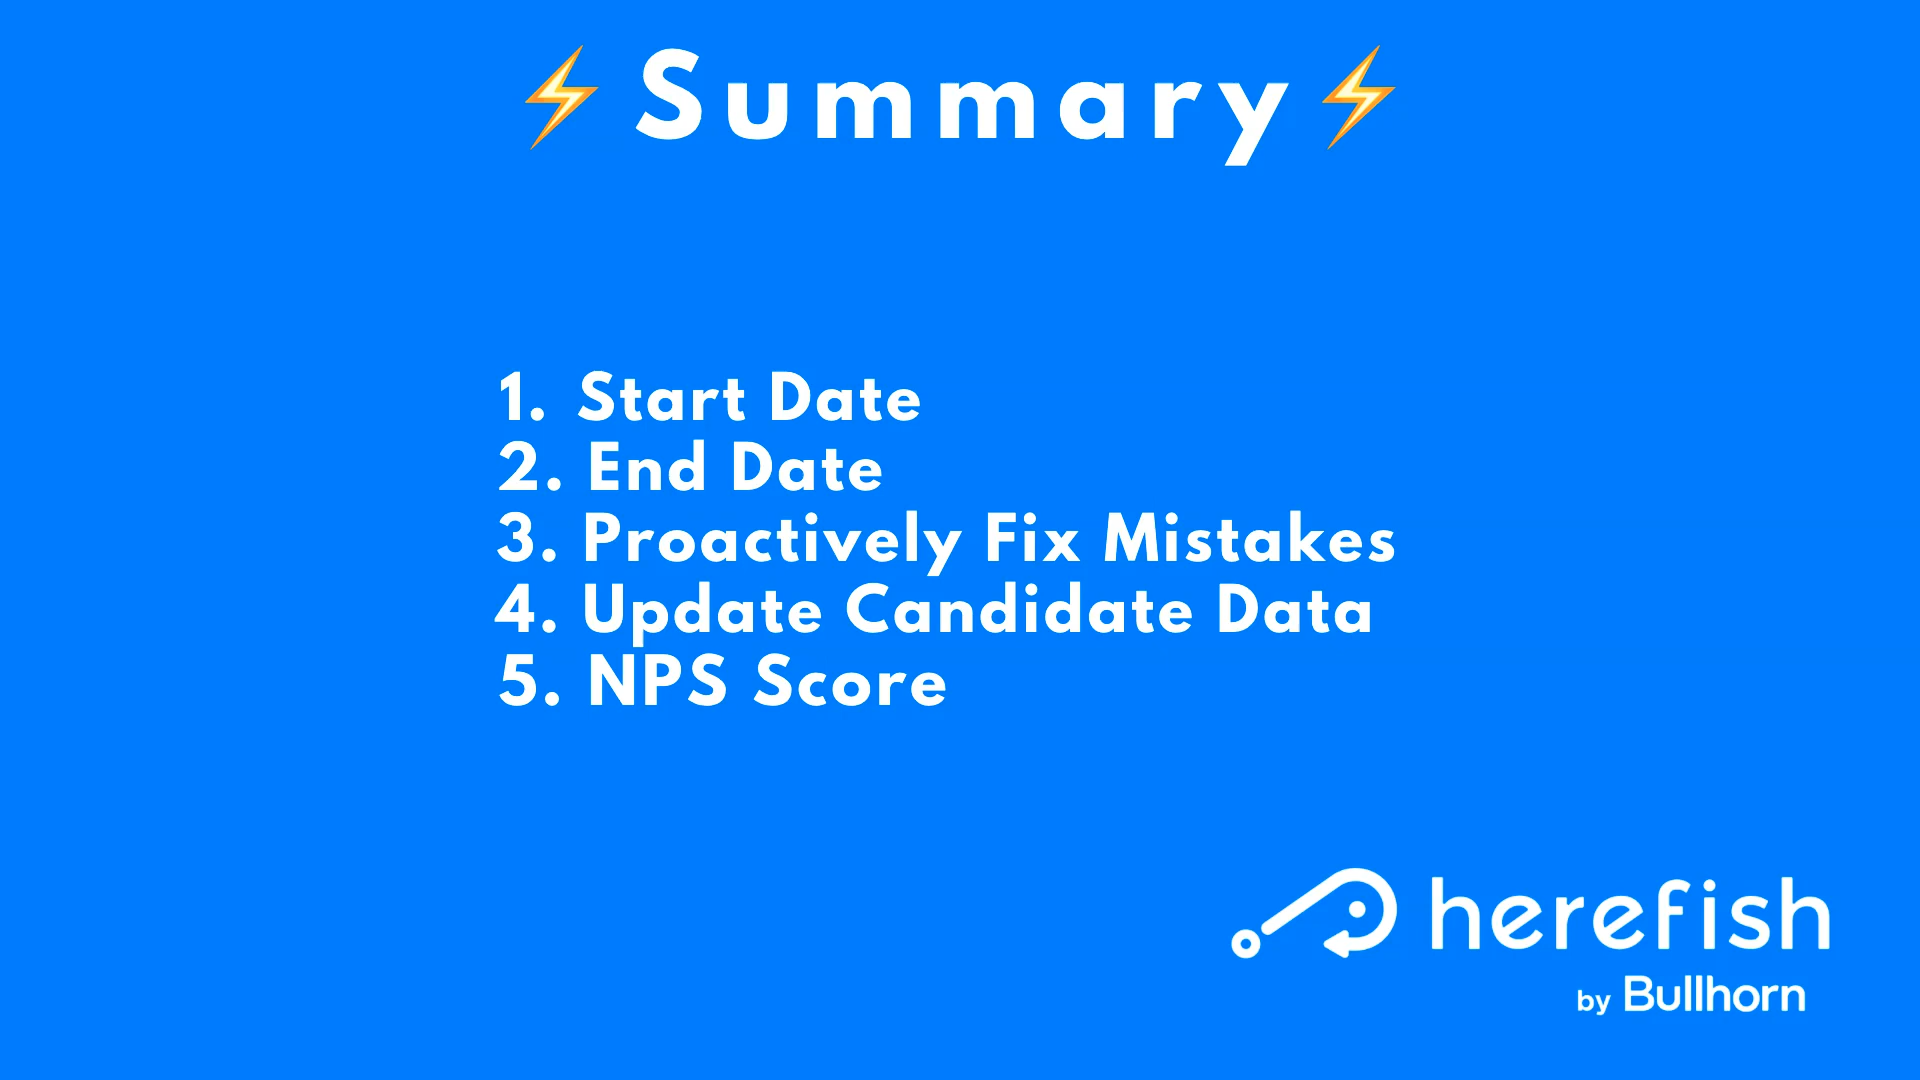 ⚡Summary⚡
1. Start Date
2. End Date
3. Proactively Fix Mistakes
4. Update Candidate Data
5. NPS Score
herefish
by Bullhorn